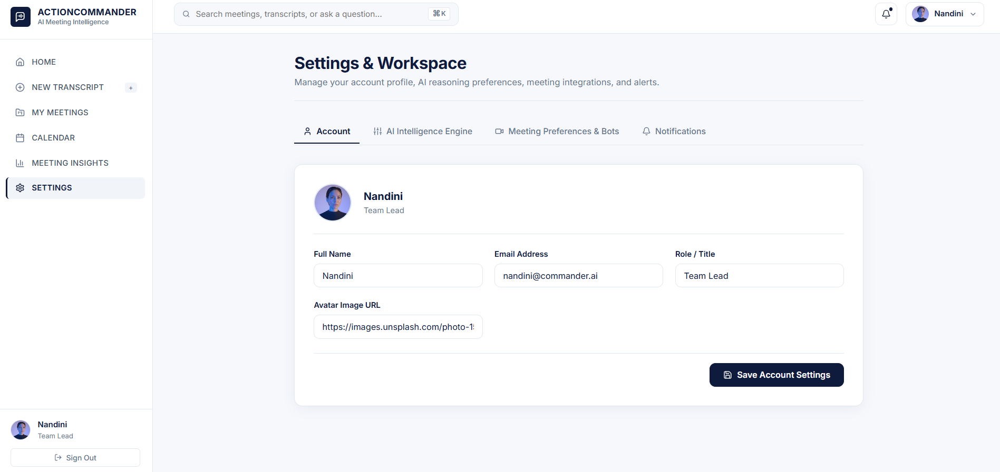 ACTIONCOMMANDER
AI Meeting Intelligence
Search meetings, transcripts, or ask a question...
⌘K
Nandini
HOME
NEW TRANSCRIPT +
MY MEETINGS
CALENDAR
MEETING INSIGHTS
SETTINGS
Settings & Workspace
Manage your account profile, AI reasoning preferences, meeting integrations, and alerts.
Account
AI Intelligence Engine
Meeting Preferences & Bots
Notifications
Nandini
Team Lead
Full Name
Nandini
Email Address
nandini@commander.ai
Role / Title
Team Lead
Avatar Image URL
https://images.unsplash.com/photo-15
Save Account Settings
Nandini
Team Lead
Sign Out